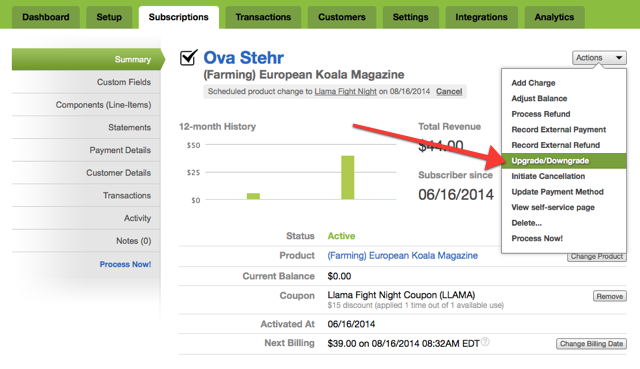 Dashboard Setup Subscriptions Transactions Customers Settings Integrations Analytics
Summary
Custom Fields
Components (Line-Items)
Statements
Payment Details
Customer Details
Transactions
Activity
Notes (0)
Process Now!
Ova Stehr
(Farming) European Koala Magazine
Scheduled product change to Llama Fight Night on 08/16/2014 Cancel
Actions
Add Charge
Adjust Balance
Process Refund
Record External Payment
Record External Refund
Upgrade/Downgrade
Initiate Cancellation
Update Payment Method
View self-service page
Delete...
Process Now!
12-month History
$50
$25
$0
Total Revenue
$44.00
Subscriber since
06/16/2014
Status Active
Product (Farming) European Koala Magazine Change Product
Current Balance $0.00
Coupon Llama Fight Night Coupon (LLAMA) Remove
$15 discount (applied 1 time out of 1 available use)
Activated At 06/16/2014
Next Billing $39.00 on 08/16/2014 08:32AM EDT ? Change Billing Date